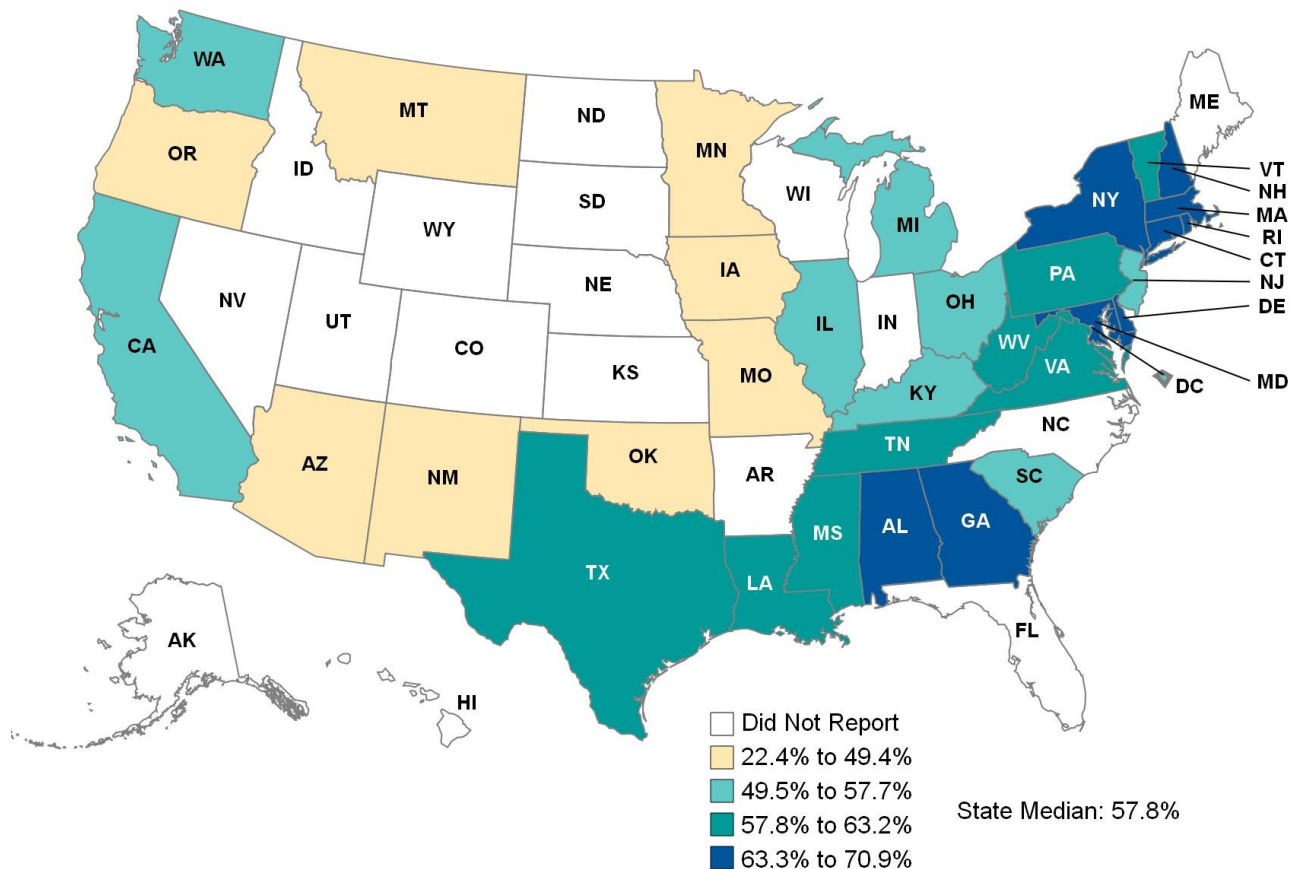 WA
MT
ND
MN
ME
OR
ID
SD
WI
MI
NY
VT
NH
MA
RI
CT
NJ
DE
MD
DC
WY
IA
NE
PA
NV
UT
CO
IL
IN
OH
WV
VA
CA
KS
MO
KY
NC
TN
AZ
NM
OK
AR
SC
MS
AL
GA
TX
LA
FL
AK
HI
Did Not Report
22.4% to 49.4%
49.5% to 57.7%
57.8% to 63.2%
63.3% to 70.9%
State Median: 57.8%